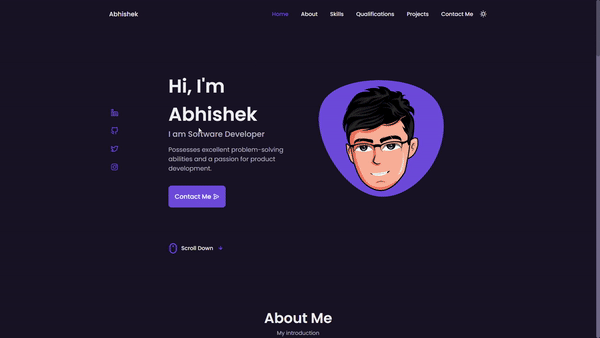 Abhishek
Home About Skills Qualifications Projects Contact Me
Hi, I'm
Abhishek
I am Software Developer
Possesses excellent problem-solving
abilities and a passion for product
development.
Contact Me
Scroll Down
About Me
My introduction